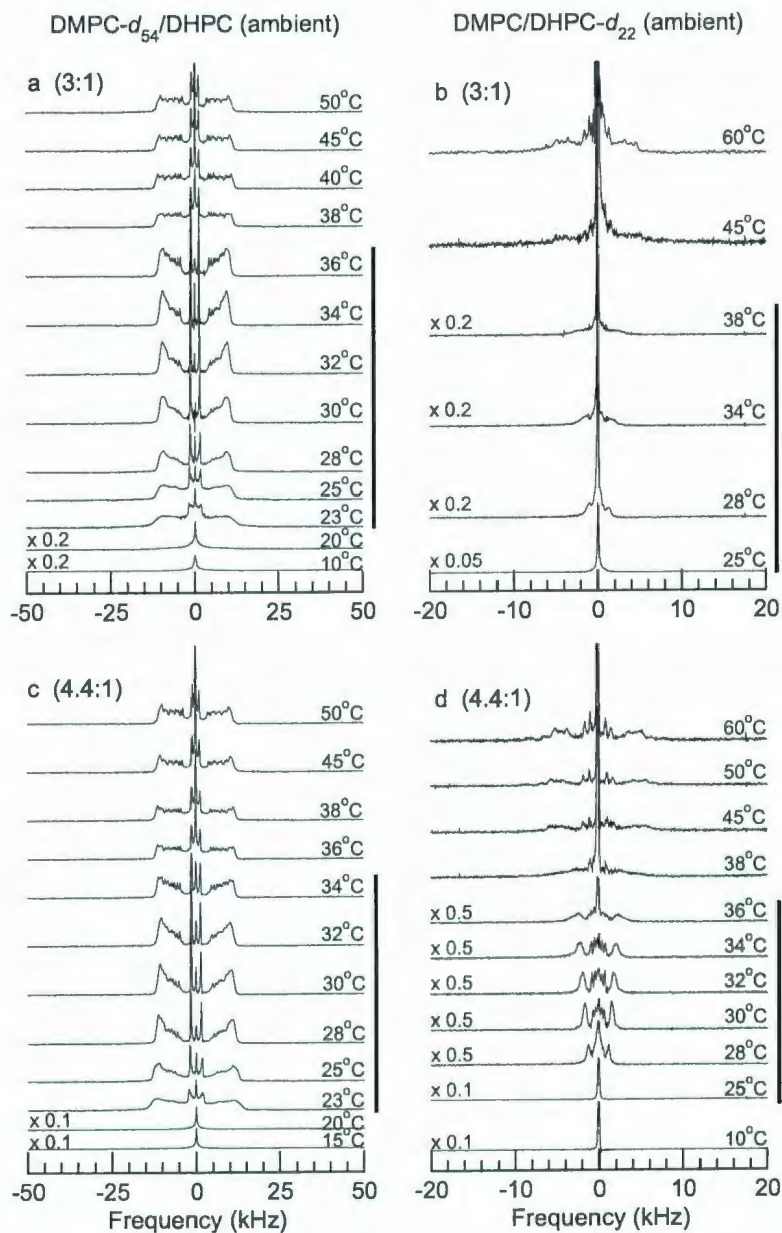 DMPC-d54/DHPC (ambient)
DMPC/DHPC-d22 (ambient)
a (3:1)
50°C
45°C
40°C
38°C
36°C
34°C
32°C
30°C
28°C
25°C
23°C
x 0.2 20°C
x 0.2 10°C
-50 -25 0 25 50
b (3:1)
60°C
45°C
x 0.2 38°C
x 0.2 34°C
x 0.2 28°C
x 0.05 25°C
-20 -10 0 10 20
c (4.4:1)
50°C
45°C
38°C
36°C
34°C
32°C
30°C
28°C
25°C
23°C
x 0.1 20°C
x 0.1 15°C
-50 -25 0 25 50
Frequency (kHz)
d (4.4:1)
60°C
50°C
45°C
38°C
x 0.5 36°C
x 0.5 34°C
x 0.5 32°C
x 0.5 30°C
x 0.5 28°C
x 0.1 25°C
x 0.1 10°C
-20 -10 0 10 20
Frequency (kHz)